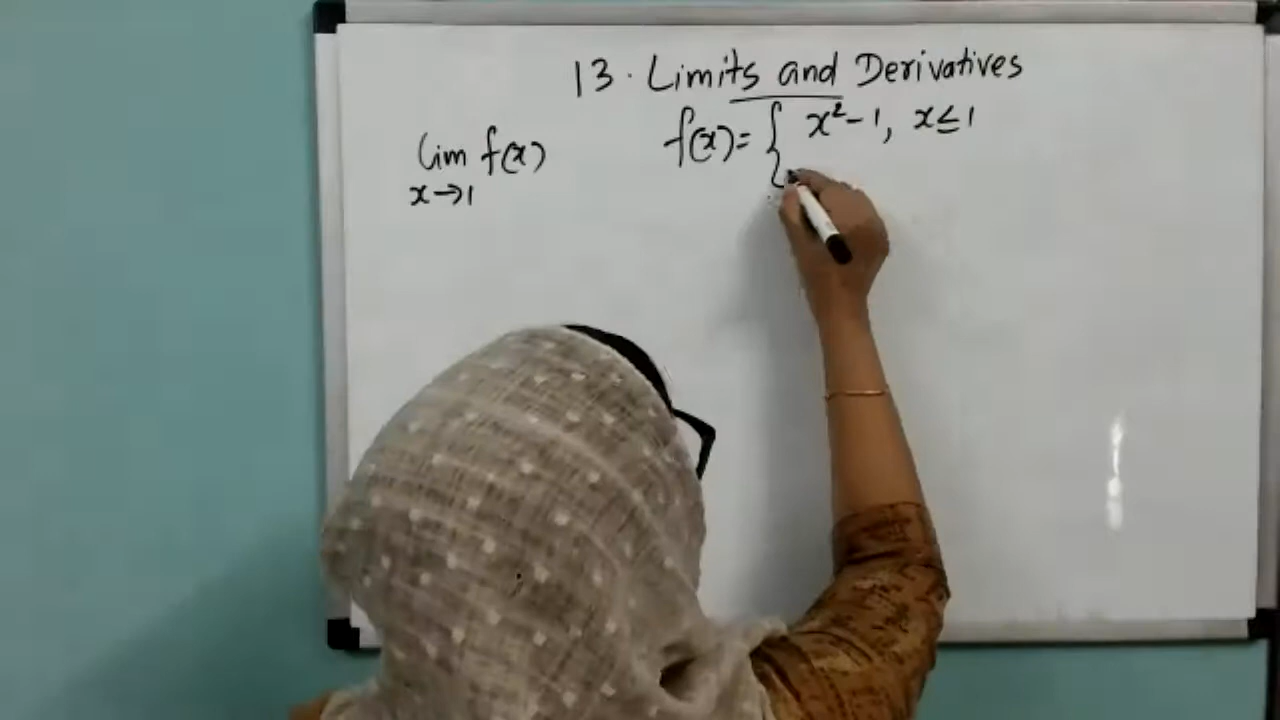 13. Limits and Derivatives
lim f(x)
x→1
f(x)= { x²-1, x≤1